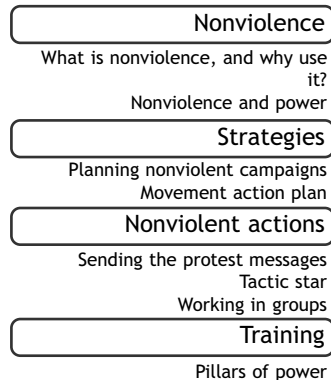 Nonviolence
What is nonviolence, and why use
it?
Nonviolence and power
Strategies
Planning nonviolent campaigns
Movement action plan
Nonviolent actions
Sending the protest messages
Tactic star
Working in groups
Training
Pillars of power